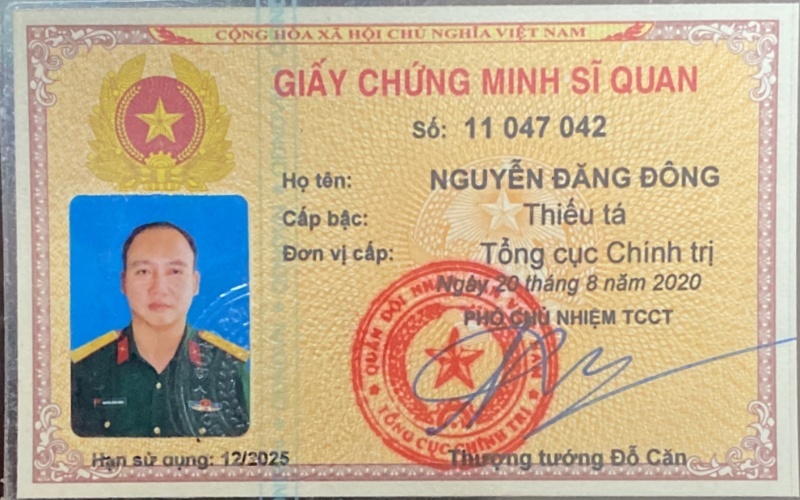 CỘNG HÒA XÃ HỘI CHỦ NGHĨA VIỆT NAM
GIẤY CHỨNG MINH SĨ QUAN
Số: 11 047 042
Họ tên: NGUYỄN ĐĂNG ĐÔNG
Cấp bậc: Thiếu tá
Đơn vị cấp: Tổng cục Chính trị
Ngày 20 tháng 8 năm 2020
PHÓ CHỦ NHIỆM TCCT
QUÂN ĐỘI NHÂN DÂN VIỆT NAM
TỔNG CỤC CHÍNH TRỊ
Hạn sử dụng: 12/2025
Thượng tướng Đỗ Căn